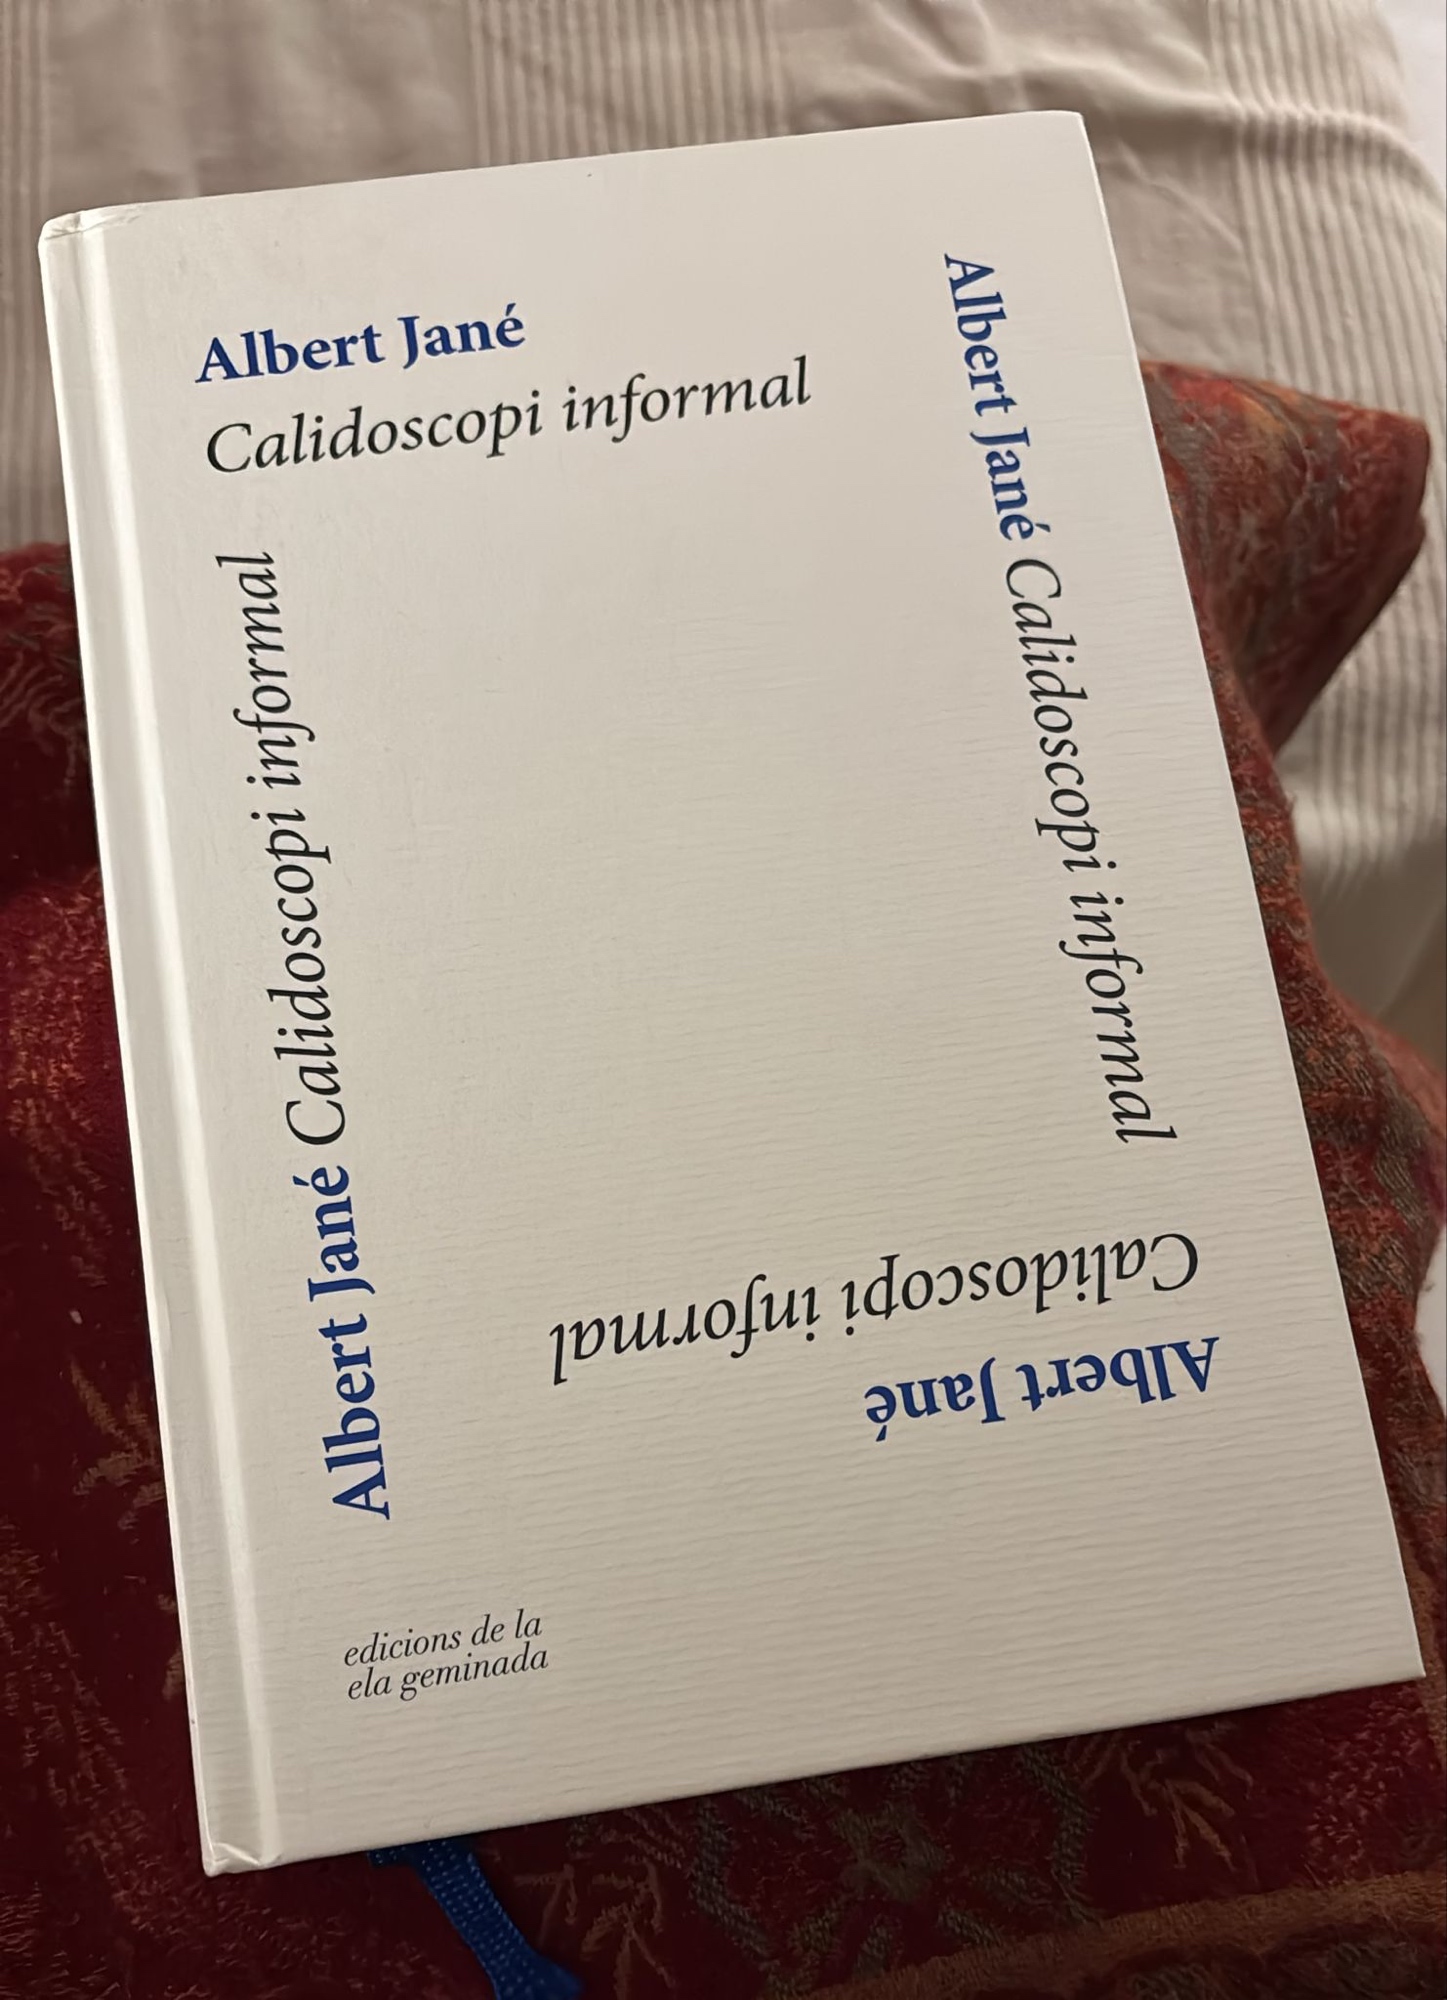 Albert Jané
Calidoscopi informal
Albert Jané Calidoscopi informal
Albert Jané Calidoscopi informal
Calidoscopi informal
Albert Jané
edicions de la
ela geminada